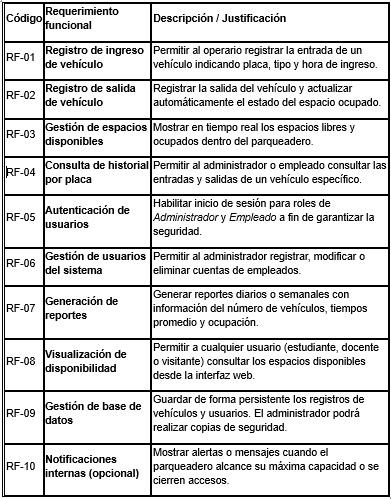 Código
Requerimiento
funcional
Descripción / Justificación
RF-01
Registro de ingreso
de vehículo
Permitir al operario registrar la entrada de un
vehículo indicando placa, tipo y hora de ingreso.
RF-02
Registro de salida
de vehículo
Registrar la salida del vehículo y actualizar
automáticamente el estado del espacio ocupado.
RF-03
Gestión de espacios
disponibles
Mostrar en tiempo real los espacios libres y
ocupados dentro del parqueadero.
RF-04
Consulta de historial
por placa
Permitir al administrador o empleado consultar las
entradas y salidas de un vehículo específico.
RF-05
Autenticación de
usuarios
Habilitar inicio de sesión para roles de
Administrador y Empleado a fin de garantizar la
seguridad.
RF-06
Gestión de usuarios
del sistema
Permitir al administrador registrar, modificar o
eliminar cuentas de empleados.
RF-07
Generación de
reportes
Generar reportes diarios o semanales con
información del número de vehículos, tiempos
promedio y ocupación.
RF-08
Visualización de
disponibilidad
Permitir a cualquier usuario (estudiante, docente
o visitante) consultar los espacios disponibles
desde la interfaz web.
RF-09
Gestión de base de
datos
Guardar de forma persistente los registros de
vehículos y usuarios. El administrador podrá
realizar copias de seguridad.
RF-10
Notificaciones
internas (opcional)
Mostrar alertas o mensajes cuando el
parqueadero alcance su máxima capacidad o se
cierren accesos.